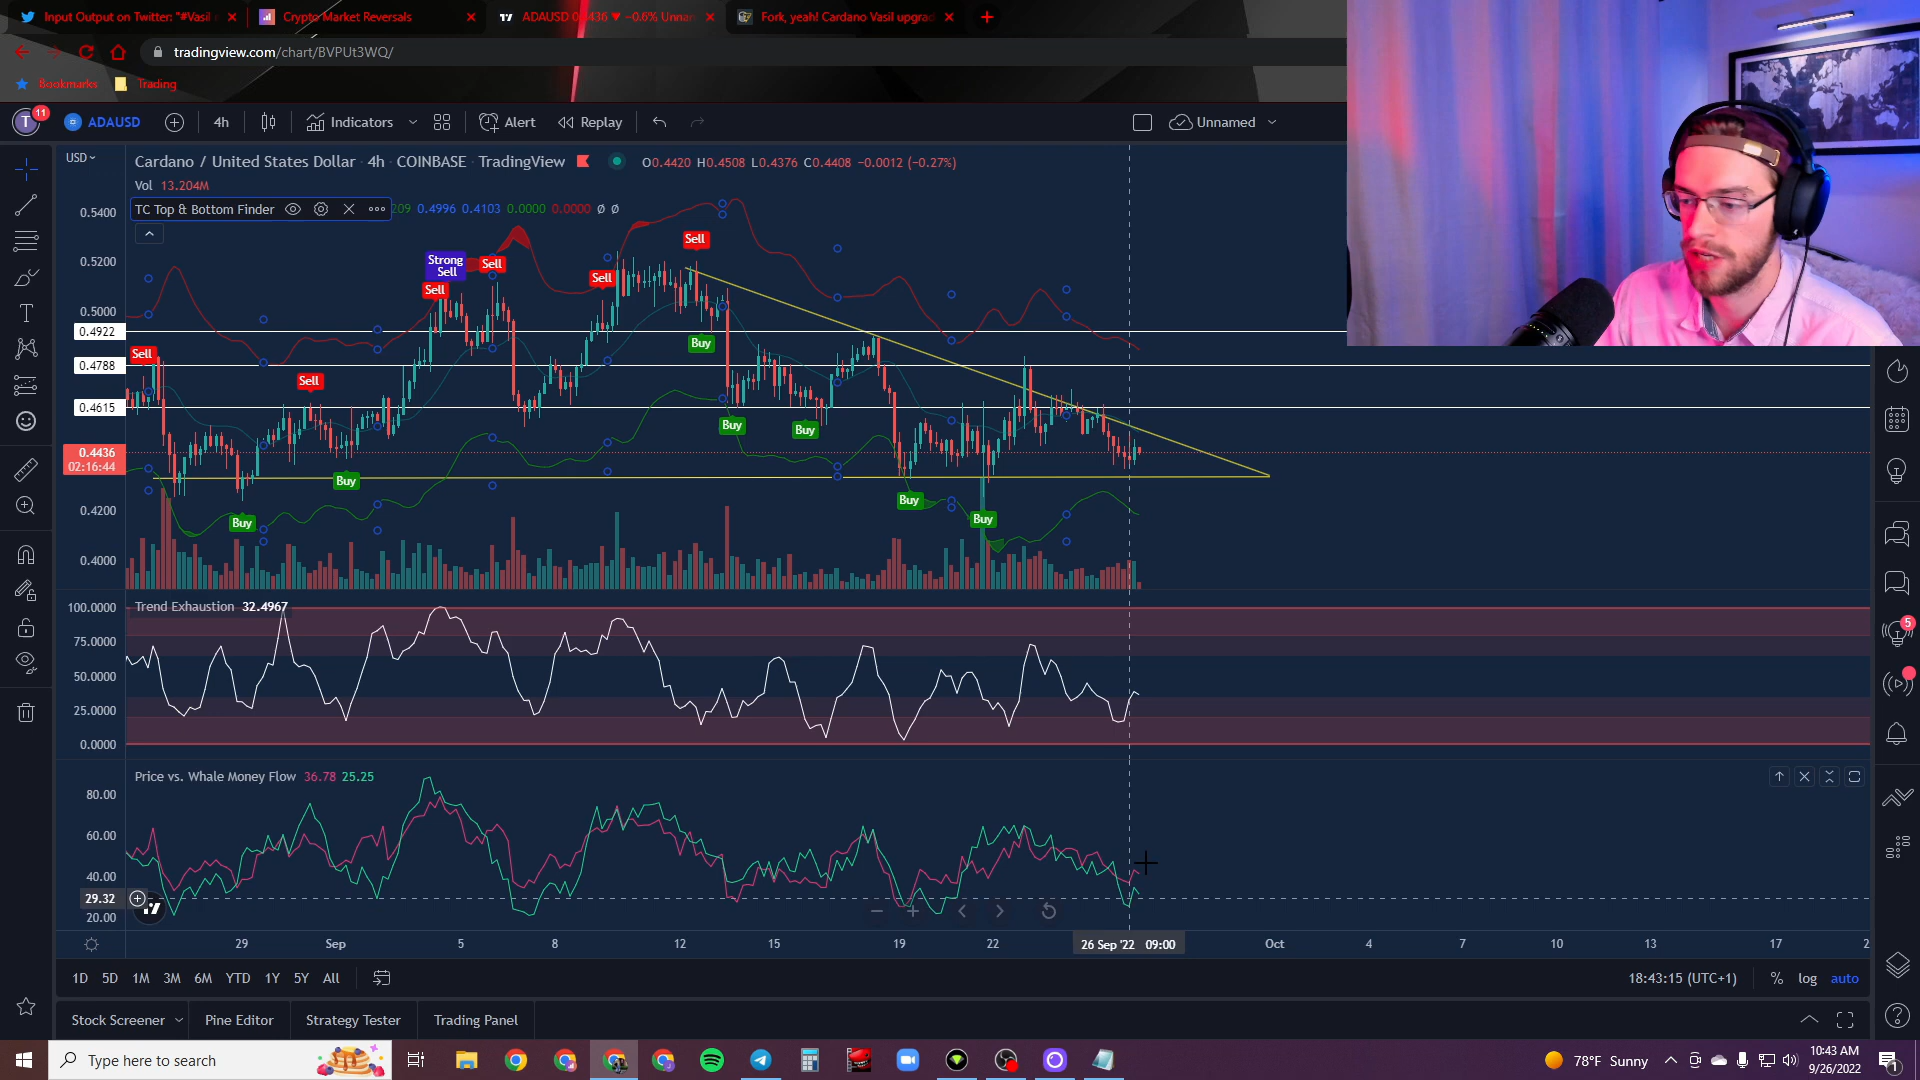 Input Output on Twitter: "#Vasil n
Crypto Market Reversals
ADAUSD 0.4436 ▼ −0.6% Unnan
Fork, yeah! Cardano Vasil upgrad
tradingview.com/chart/BVPUt3WQ/
Bookmarks
Trading
T
11
ADAUSD
4h
Indicators
Alert
Replay
Unnamed
USD
Cardano / United States Dollar · 4h · COINBASE · TradingView
O0.4420 H0.4508 L0.4376 C0.4408 −0.0012 (−0.27%)
Vol 13.204M
TC Top & Bottom Finder
209 0.4996 0.4103 0.0000 0.0000 ø ø
0.5400
0.5200
0.5000
0.4922
0.4788
0.4615
0.4436
02:16:44
0.4200
0.4000
Sell
Sell
Strong
Sell
Sell
Sell
Sell
Sell
Buy
Buy
Buy
Buy
Buy
Buy
Buy
Trend Exhaustion 32.4967
100.0000
75.0000
50.0000
25.0000
0.0000
Price vs. Whale Money Flow 36.78 25.25
80.00
60.00
40.00
29.32
20.00
29
Sep
5
8
12
15
19
22
26 Sep '22 09:00
Oct
4
7
10
13
17
2
1D 5D 1M 3M 6M YTD 1Y 5Y All
18:43:15 (UTC+1)
% log auto
Stock Screener
Pine Editor
Strategy Tester
Trading Panel
5
Type here to search
78°F Sunny
10:43 AM
9/26/2022
1